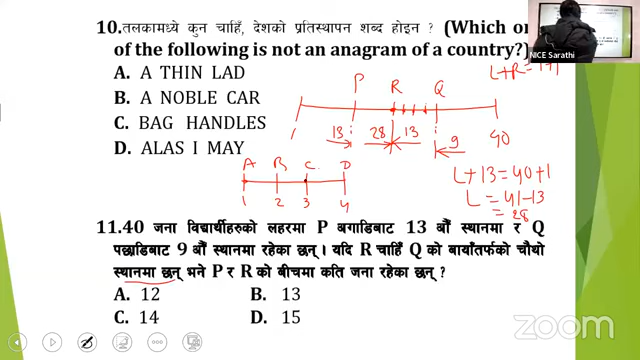 10.तलकामध्ये कुन चाहिँ, देशको प्रतिस्थापन शब्द होइन ? (Which on
of the following is not an anagram of a country?)
L+R = T+1
NICE Sarathi
A. A THIN LAD
P R Q
B. A NOBLE CAR
1 13 28 13 9 40
C. BAG HANDLES
L+13 = 40+1
D. ALAS I MAY
A B C D
L = 41-13
1 2 3 4
= 28
11.40 जना विद्यार्थीहरुको लहरमा P अगाडिबाट 13 औँ स्थानमा र Q
पछाडिबाट 9 औँ स्थानमा रहेका छन् । यदि R चाहिँ Q को बायाँतर्फको चौथो
स्थानमा छन् भने P र R को बीचमा कति जना रहेका छन् ?
A. 12 B. 13
C. 14 D. 15
zoom